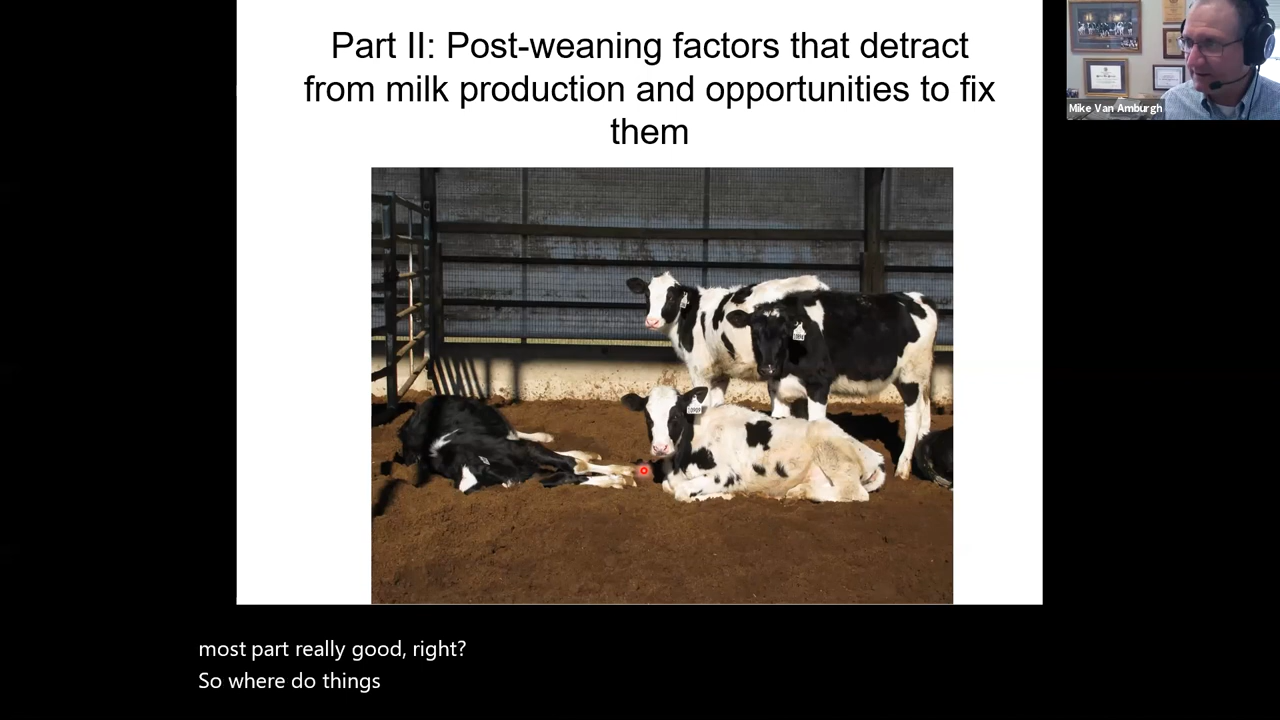 Part II: Post-weaning factors that detract
from milk production and opportunities to fix
them
Mike Van Amburgh
most part really good, right?
So where do things